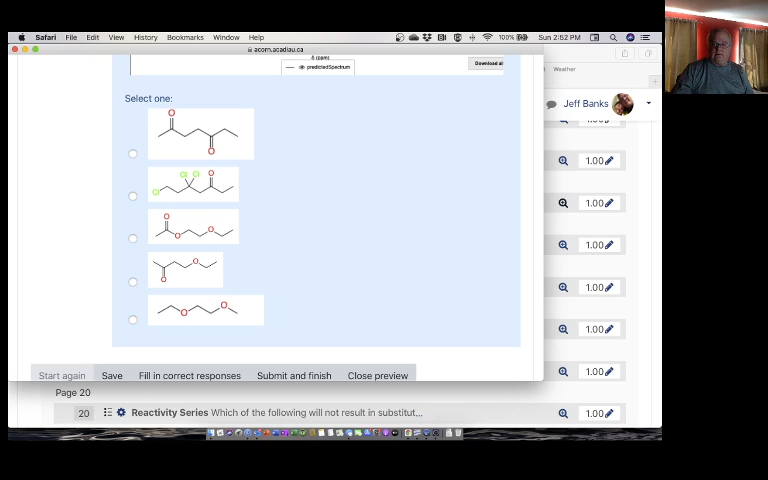 Safari File Edit View History Bookmarks Window Help 100% Sun 2:52 PM
acorn.acadiau.ca
δ (ppm)
predictedSpectrum
Download al
Weather
Select one:
Jeff Banks
O
O
1.00
Cl Cl O
Cl
1.00
O
O O
1.00
O
O
1.00
O O
1.00
1.00
Start again Save Fill in correct responses Submit and finish Close preview
Page 20
20 Reactivity Series Which of the following will not result in substitut... 1.00